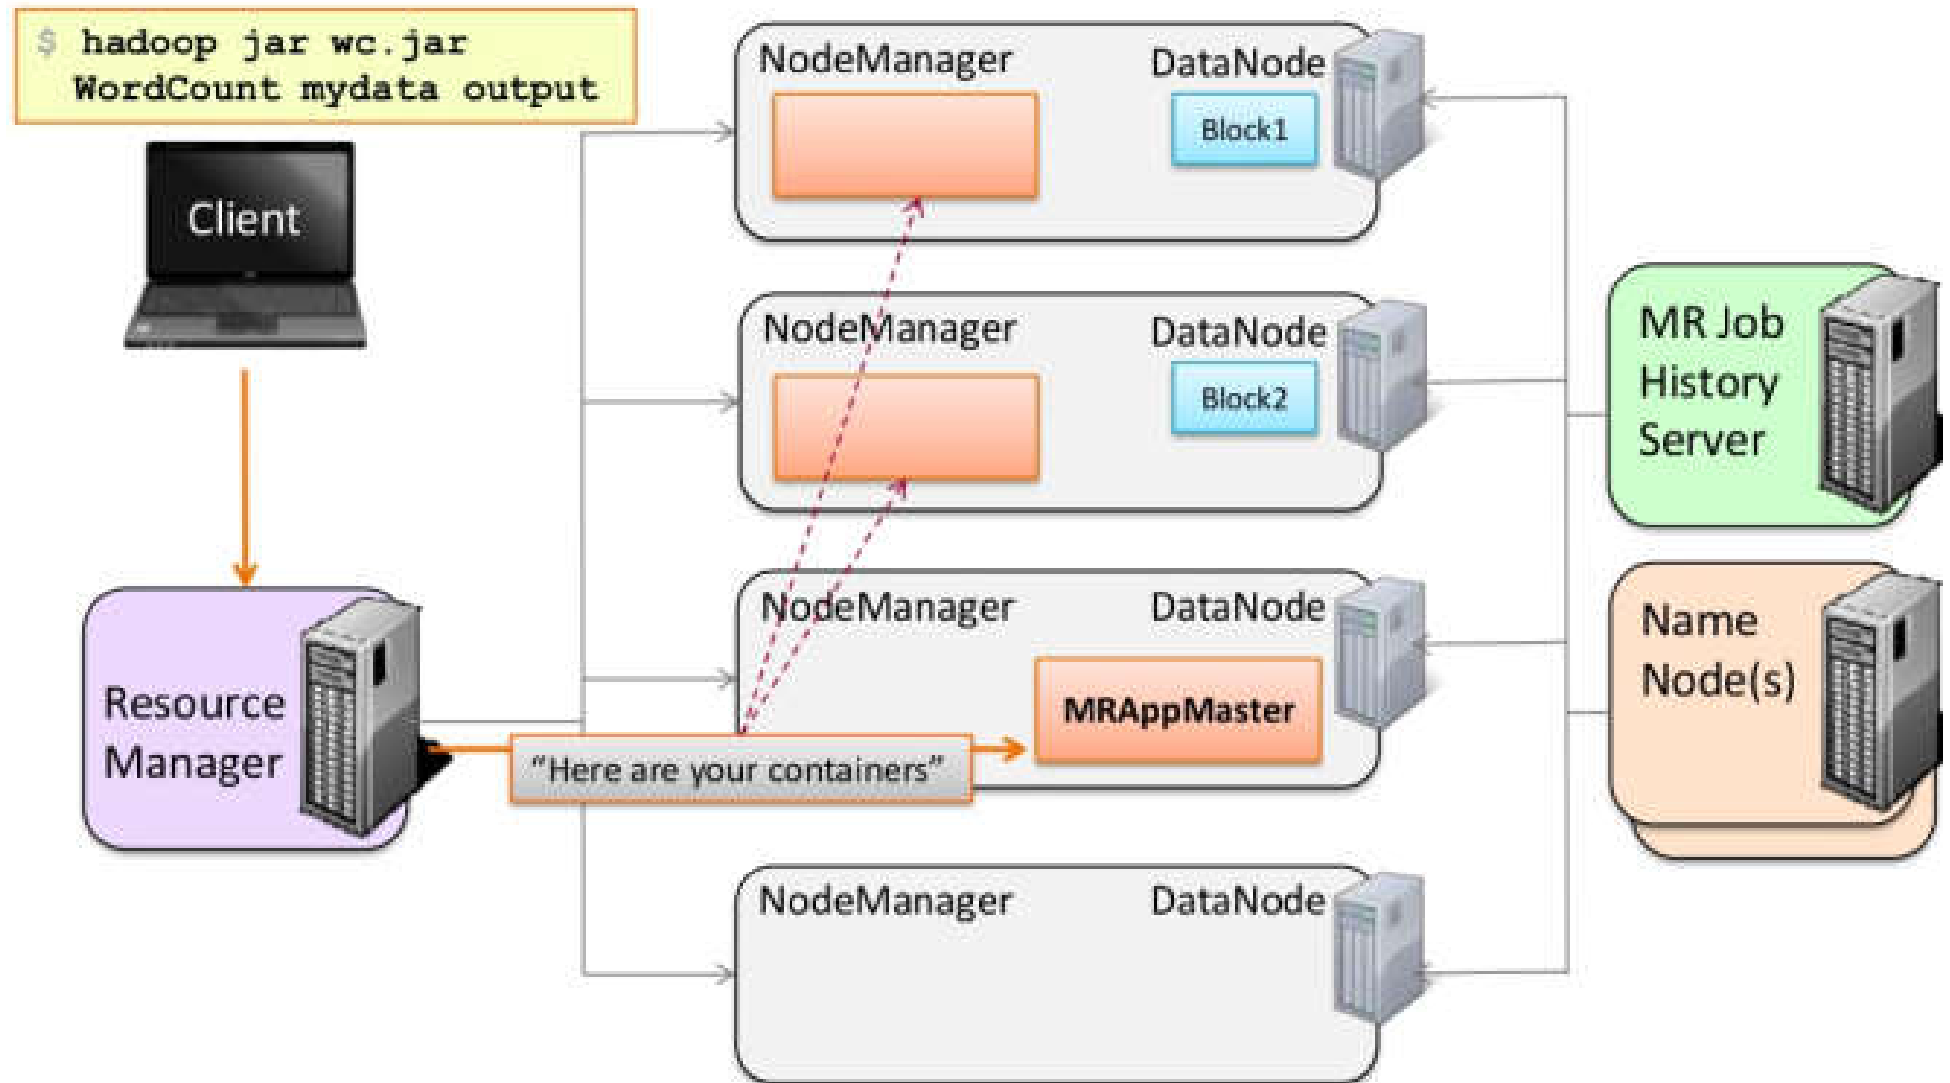 $ hadoop jar wc.jar
WordCount mydata output
Client
Resource
Manager
"Here are your containers"
NodeManager
DataNode
Block1
NodeManager
DataNode
Block2
NodeManager
DataNode
MRAppMaster
NodeManager
DataNode
MR Job
History
Server
Name
Node(s)